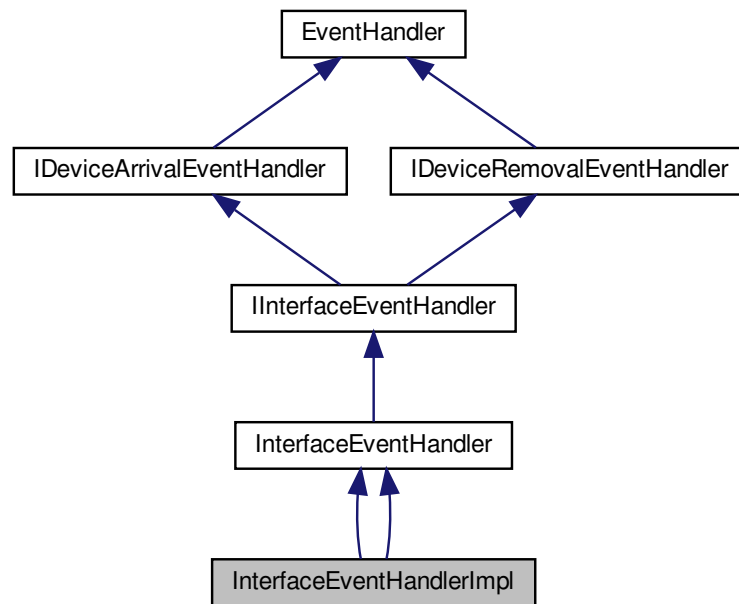 EventHandler
IDeviceArrivalEventHandler
IDeviceRemovalEventHandler
IInterfaceEventHandler
InterfaceEventHandler
InterfaceEventHandlerImpl